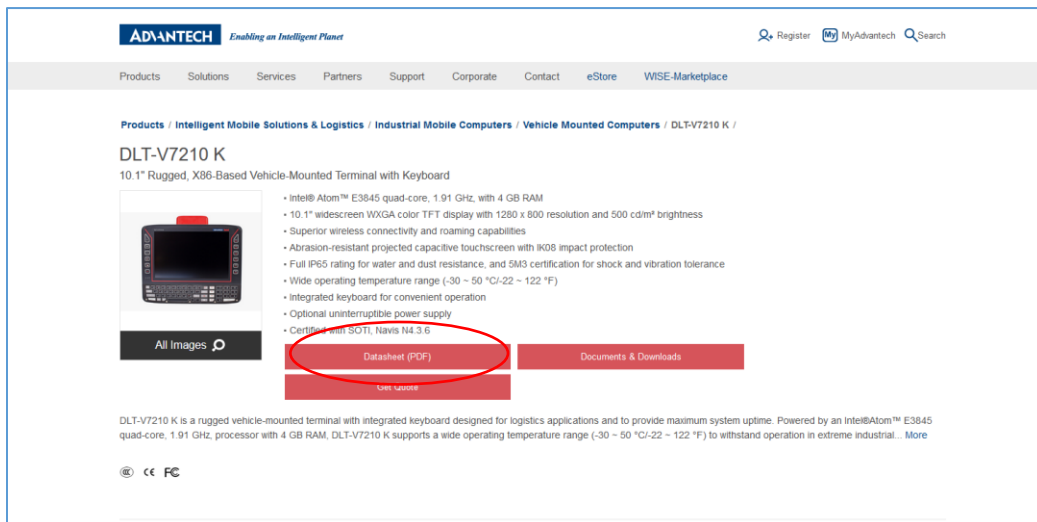 ADVANTECH Enabling an Intelligent Planet
Register My MyAdvantech Search
Products Solutions Services Partners Support Corporate Contact eStore WISE-Marketplace
Products / Intelligent Mobile Solutions & Logistics / Industrial Mobile Computers / Vehicle Mounted Computers / DLT-V7210 K /
DLT-V7210 K
10.1" Rugged, X86-Based Vehicle-Mounted Terminal with Keyboard
• Intel® Atom™ E3845 quad-core, 1.91 GHz, with 4 GB RAM
• 10.1" widescreen WXGA color TFT display with 1280 x 800 resolution and 500 cd/m² brightness
• Superior wireless connectivity and roaming capabilities
• Abrasion-resistant projected capacitive touchscreen with IK08 impact protection
• Full IP65 rating for water and dust resistance, and 5M3 certification for shock and vibration tolerance
• Wide operating temperature range (-30 ~ 50 °C/-22 ~ 122 °F)
• Integrated keyboard for convenient operation
• Optional uninterruptible power supply
• Certified with SOTI, Navis N4.3.6
All Images
Datasheet (PDF) Documents & Downloads
Get Quote
DLT-V7210 K is a rugged vehicle-mounted terminal with integrated keyboard designed for logistics applications and to provide maximum system uptime. Powered by an Intel®Atom™ E3845
quad-core, 1.91 GHz, processor with 4 GB RAM, DLT-V7210 K supports a wide operating temperature range (-30 ~ 50 °C/-22 ~ 122 °F) to withstand operation in extreme industrial... More
CE FC